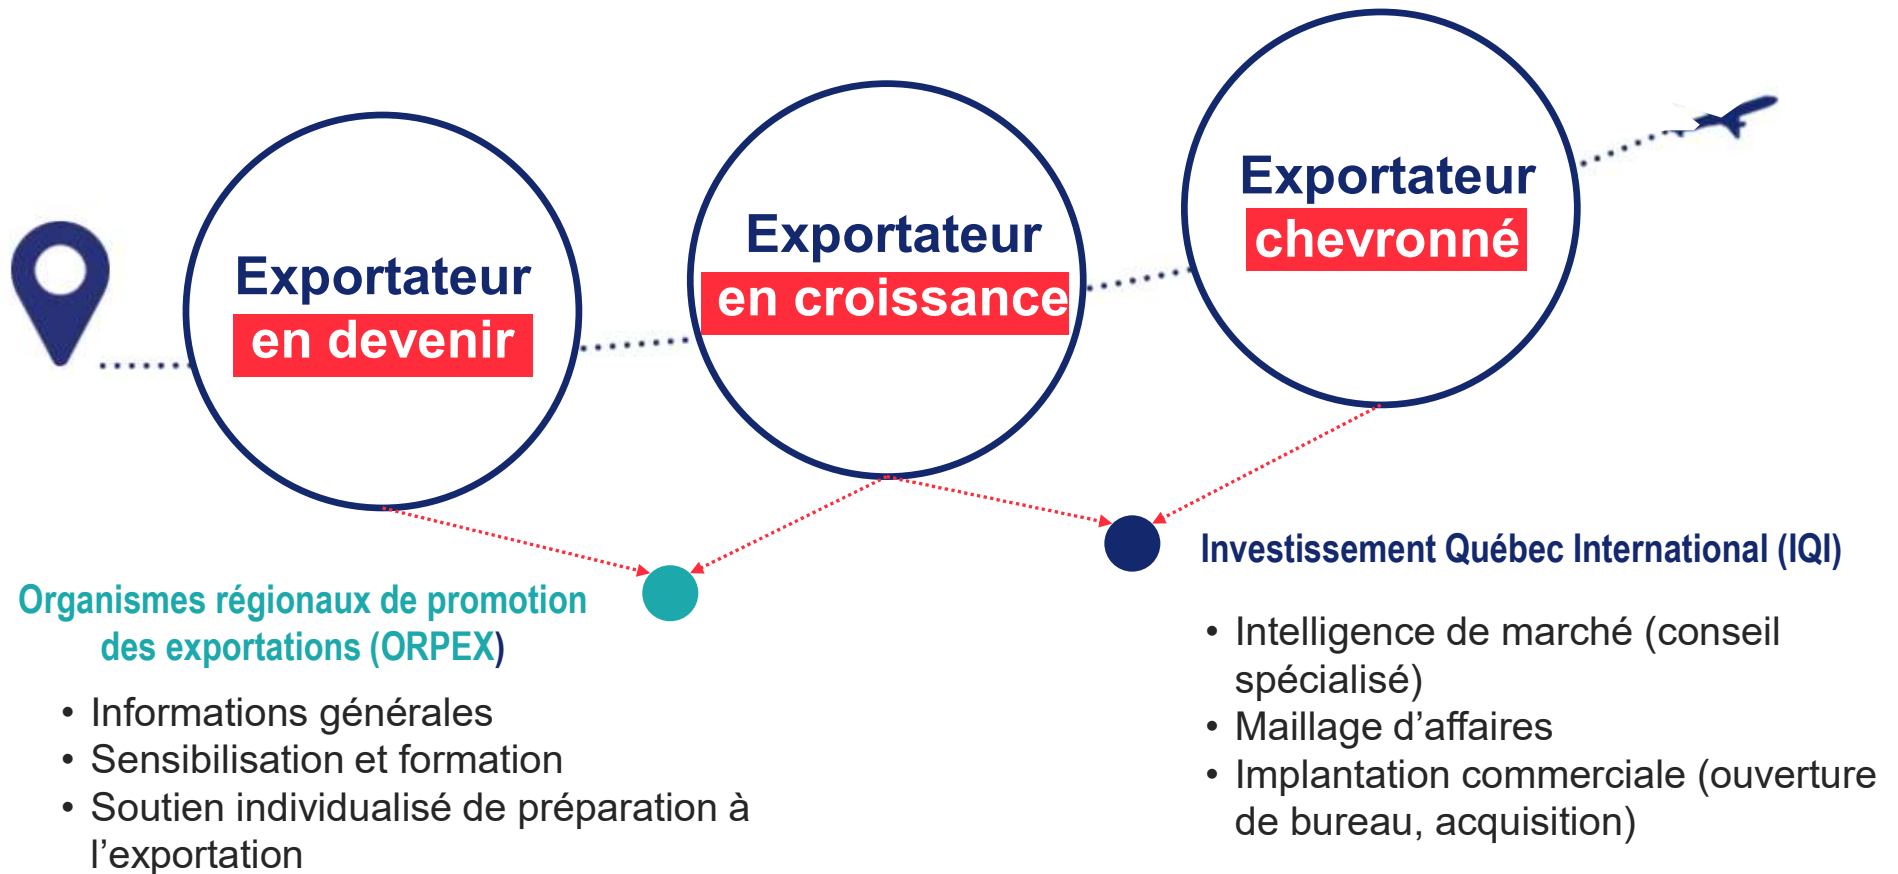 Exportateur
en devenir
Exportateur
en croissance
Exportateur
chevronné
Organismes régionaux de promotion
des exportations (ORPEX)
• Informations générales
• Sensibilisation et formation
• Soutien individualisé de préparation à
l’exportation
Investissement Québec International (IQI)
• Intelligence de marché (conseil
spécialisé)
• Maillage d’affaires
• Implantation commerciale (ouverture
de bureau, acquisition)